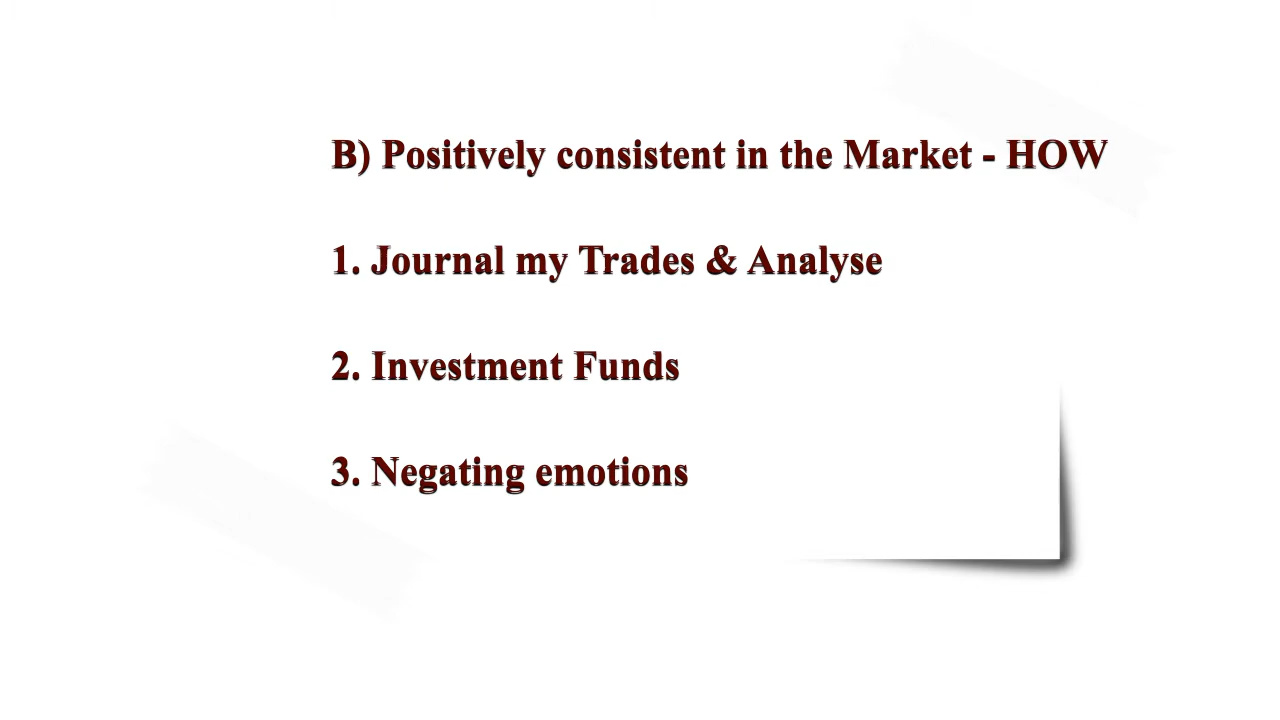 B) Positively consistent in the Market - HOW
1. Journal my Trades & Analyse
2. Investment Funds
3. Negating emotions